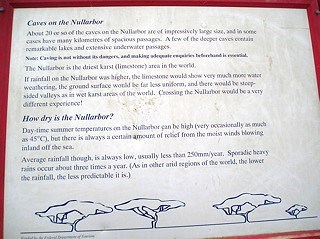 Caves on the Nullarbor
About 20 or so of the caves on the Nullarbor are of impressively large size, and in some
cases have many kilometres of spacious passages. A few of the deeper caves contain
remarkable lakes and extensive underwater passages.
Note: Caving is not without its dangers, and making adequate enquiries beforehand is essential.
The Nullarbor is the driest karst (limestone) area in the world.
If rainfall on the Nullarbor was higher, the limestone would show very much more water
weathering, the ground surface would be far less uniform, and there would be steep-
sided valleys as in wet karst areas of the world. Crossing the Nullarbor would be a very
different experience!
How dry is the Nullarbor?
Day-time summer temperatures on the Nullarbor can be high (very occasionally as much
as 45°C), but there is always a certain amount of relief from the moist winds blowing
inland off the sea.
Average rainfall though, is always low, usually less than 250mm/year. Sporadic heavy
rains occur about three times a year. (As in other arid regions of the world, the lower
the rainfall, the less predictable it is.)
Funded by the Federal Department of Tourism